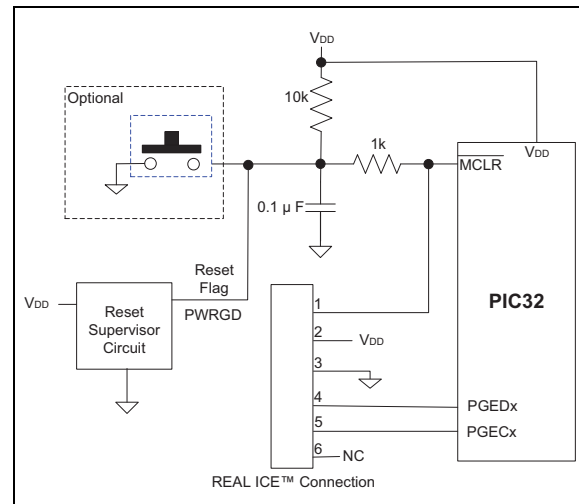 VDD
Optional
10k
1k
VDD
MCLR
0.1 µ F
Reset
Flag
PWRGD
VDD
Reset
Supervisor
Circuit
PIC32
1
2
VDD
3
4
PGEDx
5
PGECx
6
NC
REAL ICE™ Connection